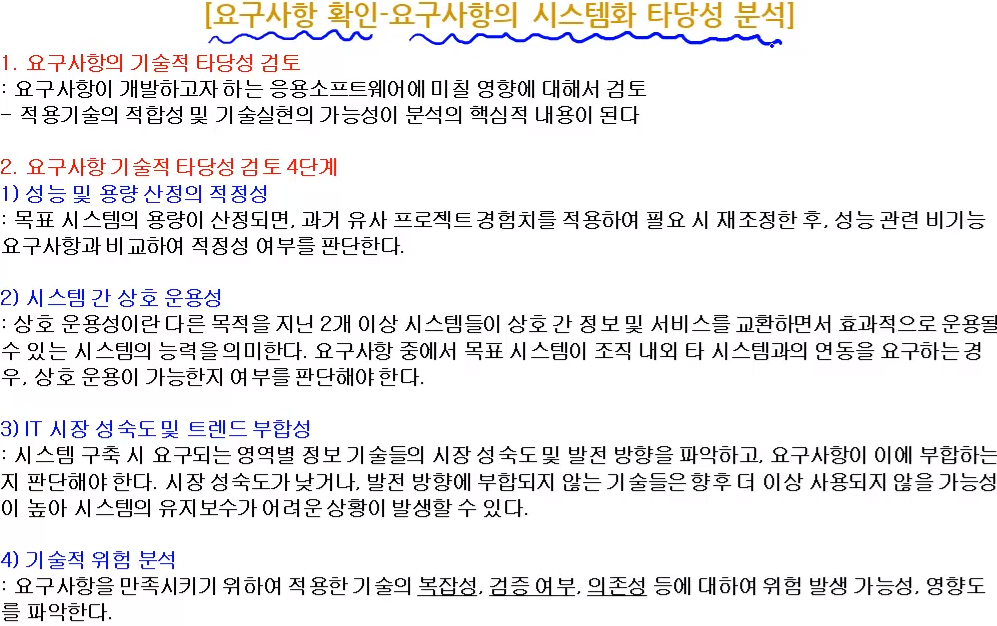 [요구사항 확인-요구사항의 시스템화 타당성 분석]
1. 요구사항의 기술적 타당성 검토
: 요구사항이 개발하고자 하는 응용소프트웨어에 미칠 영향에 대해서 검토
- 적용기술의 적합성 및 기술실현의 가능성이 분석의 핵심적 내용이 된다
2. 요구사항 기술적 타당성 검토 4단계
1) 성능 및 용량 산정의 적정성
: 목표 시스템의 용량이 산정되면, 과거 유사 프로젝트 경험치를 적용하여 필요 시 재조정한 후, 성능 관련 비기능
요구사항과 비교하여 적정성 여부를 판단한다.
2) 시스템 간 상호 운용성
: 상호 운용성이란 다른 목적을 지닌 2개 이상 시스템들이 상호 간 정보 및 서비스를 교환하면서 효과적으로 운용될
수 있는 시스템의 능력을 의미한다. 요구사항 중에서 목표 시스템이 조직 내외 타 시스템과의 연동을 요구하는 경
우, 상호 운용이 가능한지 여부를 판단해야 한다.
3) IT 시장 성숙도 및 트렌드 부합성
: 시스템 구축 시 요구되는 영역별 정보 기술들의 시장 성숙도 및 발전 방향을 파악하고, 요구사항이 이에 부합하는
지 판단해야 한다. 시장 성숙도가 낮거나, 발전 방향에 부합되지 않는 기술들은 향후 더 이상 사용되지 않을 가능성
이 높아 시스템의 유지보수가 어려운 상황이 발생할 수 있다.
4) 기술적 위험 분석
: 요구사항을 만족시키기 위하여 적용한 기술의 복잡성, 검증 여부, 의존성 등에 대하여 위험 발생 가능성, 영향도
를 파악한다.